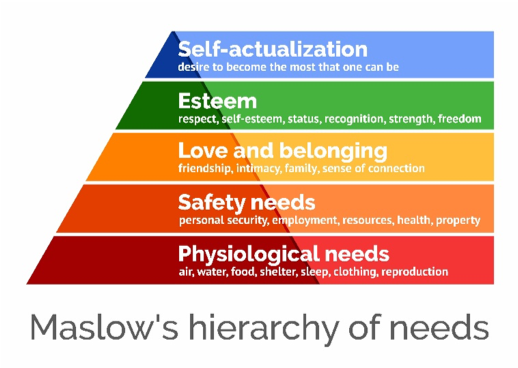 Self-actualization
desire to become the most that one can be
Esteem
respect, self-esteem, status, recognition, strength, freedom
Love and belonging
friendship, intimacy, family, sense of connection
Safety needs
personal security, employment, resources, health, property
Physiological needs
air, water, food, shelter, sleep, clothing, reproduction
Maslow's hierarchy of needs